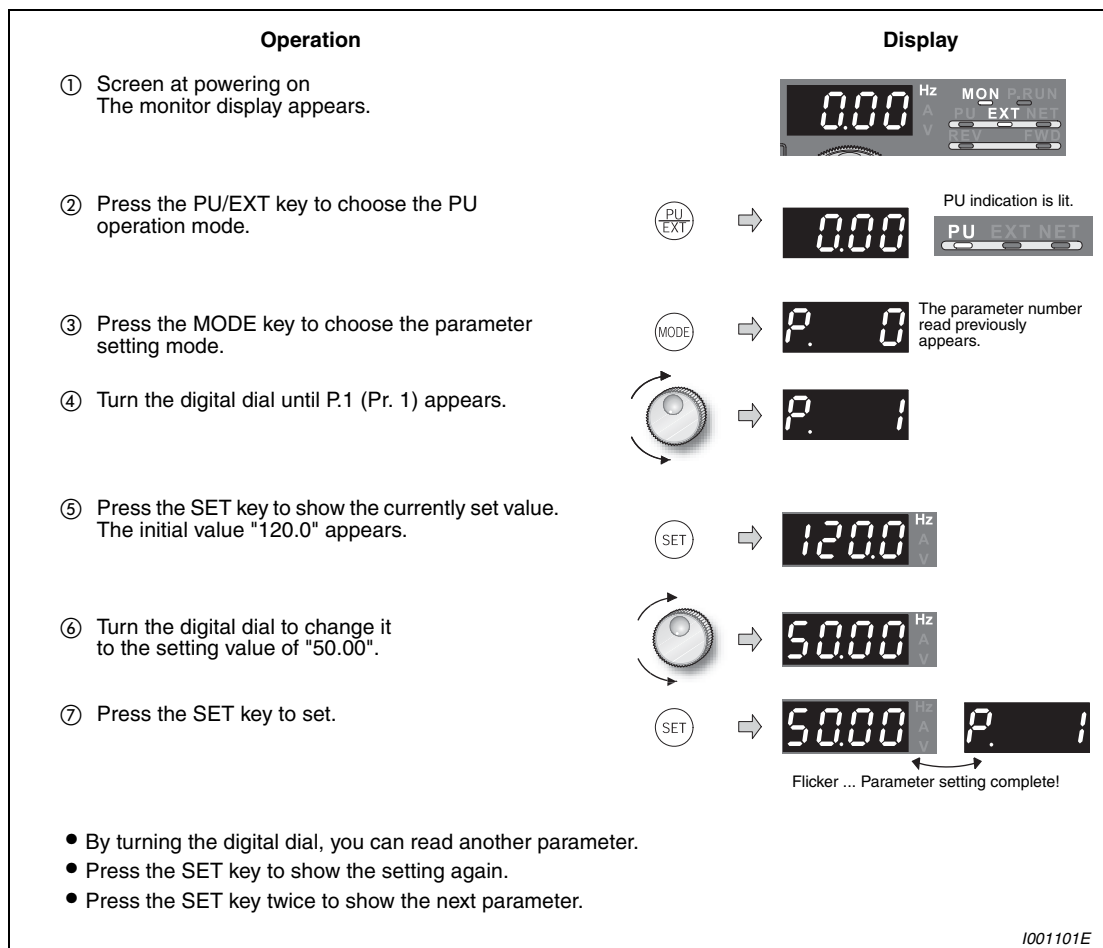 Operation
Display
① Screen at powering on
The monitor display appears.
0.00 Hz MON P.RUN
A PU EXT NET
V REV FWD
② Press the PU/EXT key to choose the PU
operation mode.
PU
EXT
0.00
PU indication is lit.
PU EXT NET
③ Press the MODE key to choose the parameter
setting mode.
MODE
P. 0
The parameter number
read previously
appears.
④ Turn the digital dial until P.1 (Pr. 1) appears.
P. 1
⑤ Press the SET key to show the currently set value.
The initial value "120.0" appears.
SET
120.0 Hz
A
V
⑥ Turn the digital dial to change it
to the setting value of "50.00".
50.00 Hz
A
V
⑦ Press the SET key to set.
SET
50.00 Hz
A
V
P. 1
Flicker ... Parameter setting complete!
• By turning the digital dial, you can read another parameter.
• Press the SET key to show the setting again.
• Press the SET key twice to show the next parameter.
I001101E